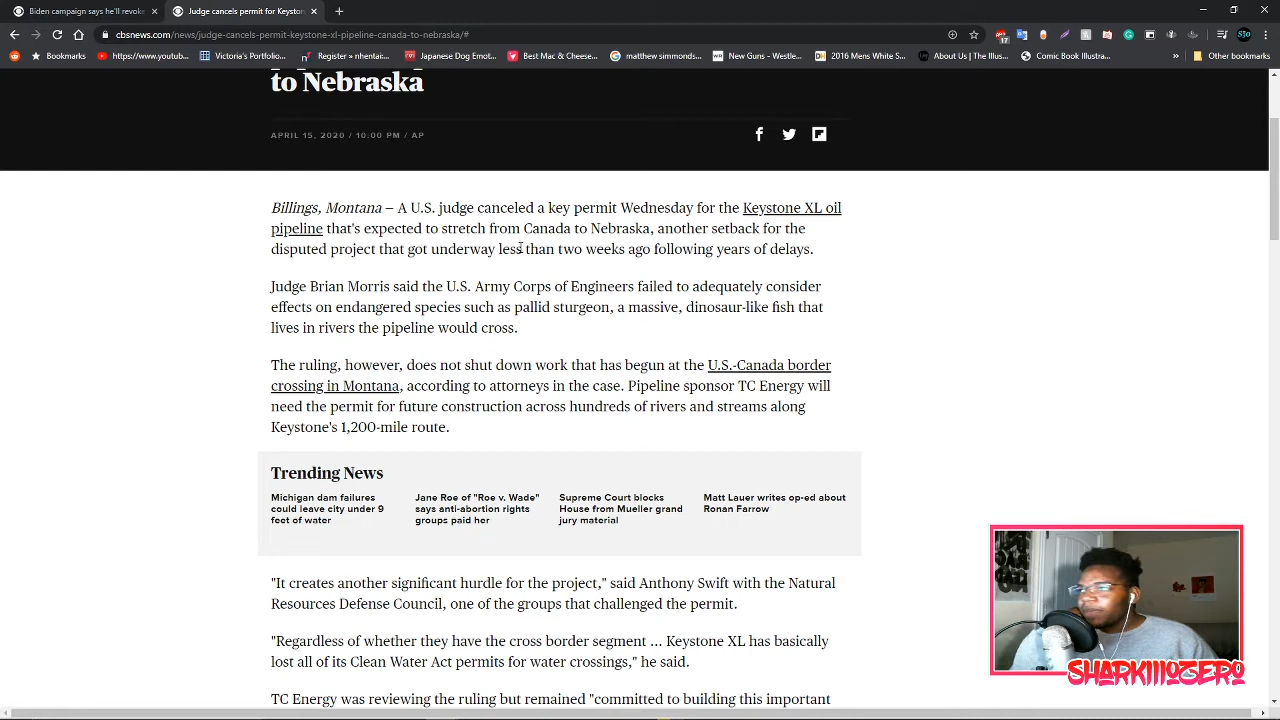 Biden campaign says he'll revoke
Judge cancels permit for Keyston
cbsnews.com/news/judge-cancels-permit-keystone-xl-pipeline-canada-to-nebraska/#
17
Bookmarks
https://www.youtube...
Victoria's Portfolio...
Register » nhentai...
Japanese Dog Emot...
Best Mac & Cheese...
matthew simmonds...
New Guns - Westle...
2016 Mens White S...
About Us | The Illus...
Comic Book Illustra...
»
Other bookmarks
to Nebraska
APRIL 15, 2020 / 10:00 PM / AP
Billings, Montana — A U.S. judge canceled a key permit Wednesday for the Keystone XL oil
pipeline that's expected to stretch from Canada to Nebraska, another setback for the
disputed project that got underway less than two weeks ago following years of delays.
Judge Brian Morris said the U.S. Army Corps of Engineers failed to adequately consider
effects on endangered species such as pallid sturgeon, a massive, dinosaur-like fish that
lives in rivers the pipeline would cross.
The ruling, however, does not shut down work that has begun at the U.S.-Canada border
crossing in Montana, according to attorneys in the case. Pipeline sponsor TC Energy will
need the permit for future construction across hundreds of rivers and streams along
Keystone's 1,200-mile route.
Trending News
Michigan dam failures
could leave city under 9
feet of water
Jane Roe of "Roe v. Wade"
says anti-abortion rights
groups paid her
Supreme Court blocks
House from Mueller grand
jury material
Matt Lauer writes op-ed about
Ronan Farrow
"It creates another significant hurdle for the project," said Anthony Swift with the Natural
Resources Defense Council, one of the groups that challenged the permit.
"Regardless of whether they have the cross border segment ... Keystone XL has basically
lost all of its Clean Water Act permits for water crossings," he said.
TC Energy was reviewing the ruling but remained "committed to building this important